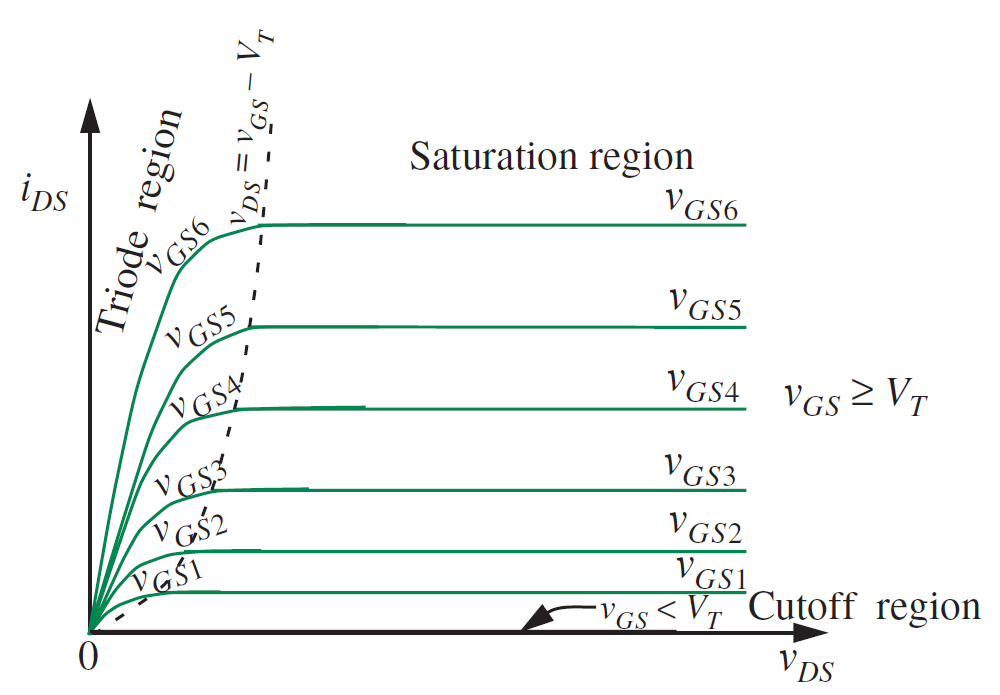 v_DS = v_GS − V_T
Saturation region
i_DS
Triode region
v_GS6
v_GS6
v_GS5
v_GS5
v_GS4
v_GS4
v_GS ≥ V_T
v_GS3
v_GS3
v_GS2
v_GS2
v_GS1
v_GS1
v_GS < V_T
Cutoff region
0
v_DS